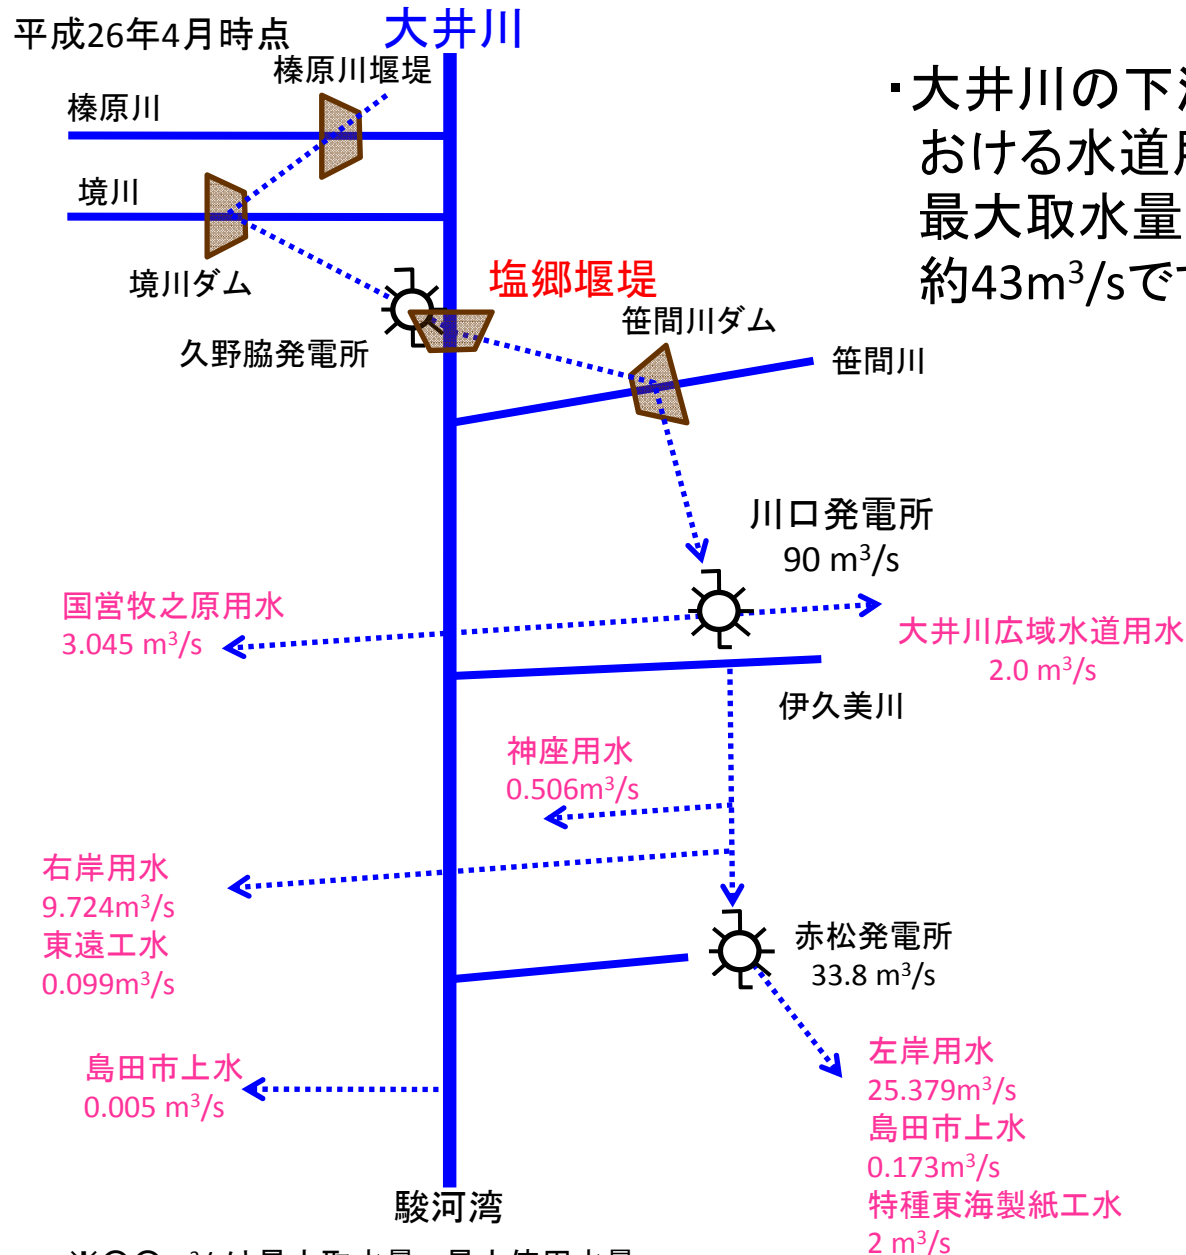 平成26年4月時点
大井川
榛原川堰堤
榛原川
境川
境川ダム
塩郷堰堤
久野脇発電所
笹間川ダム
笹間川
・大井川の下
おける水道
最大取水量
約43m³/sで
川口発電所
90 m³/s
国営牧之原用水
3.045 m³/s
大井川広域水道用水
2.0 m³/s
伊久美川
神座用水
0.506m³/s
右岸用水
9.724m³/s
東遠工水
0.099m³/s
赤松発電所
33.8 m³/s
島田市上水
0.005 m³/s
左岸用水
25.379m³/s
島田市上水
0.173m³/s
特種東海製紙工水
2 m³/s
駿河湾